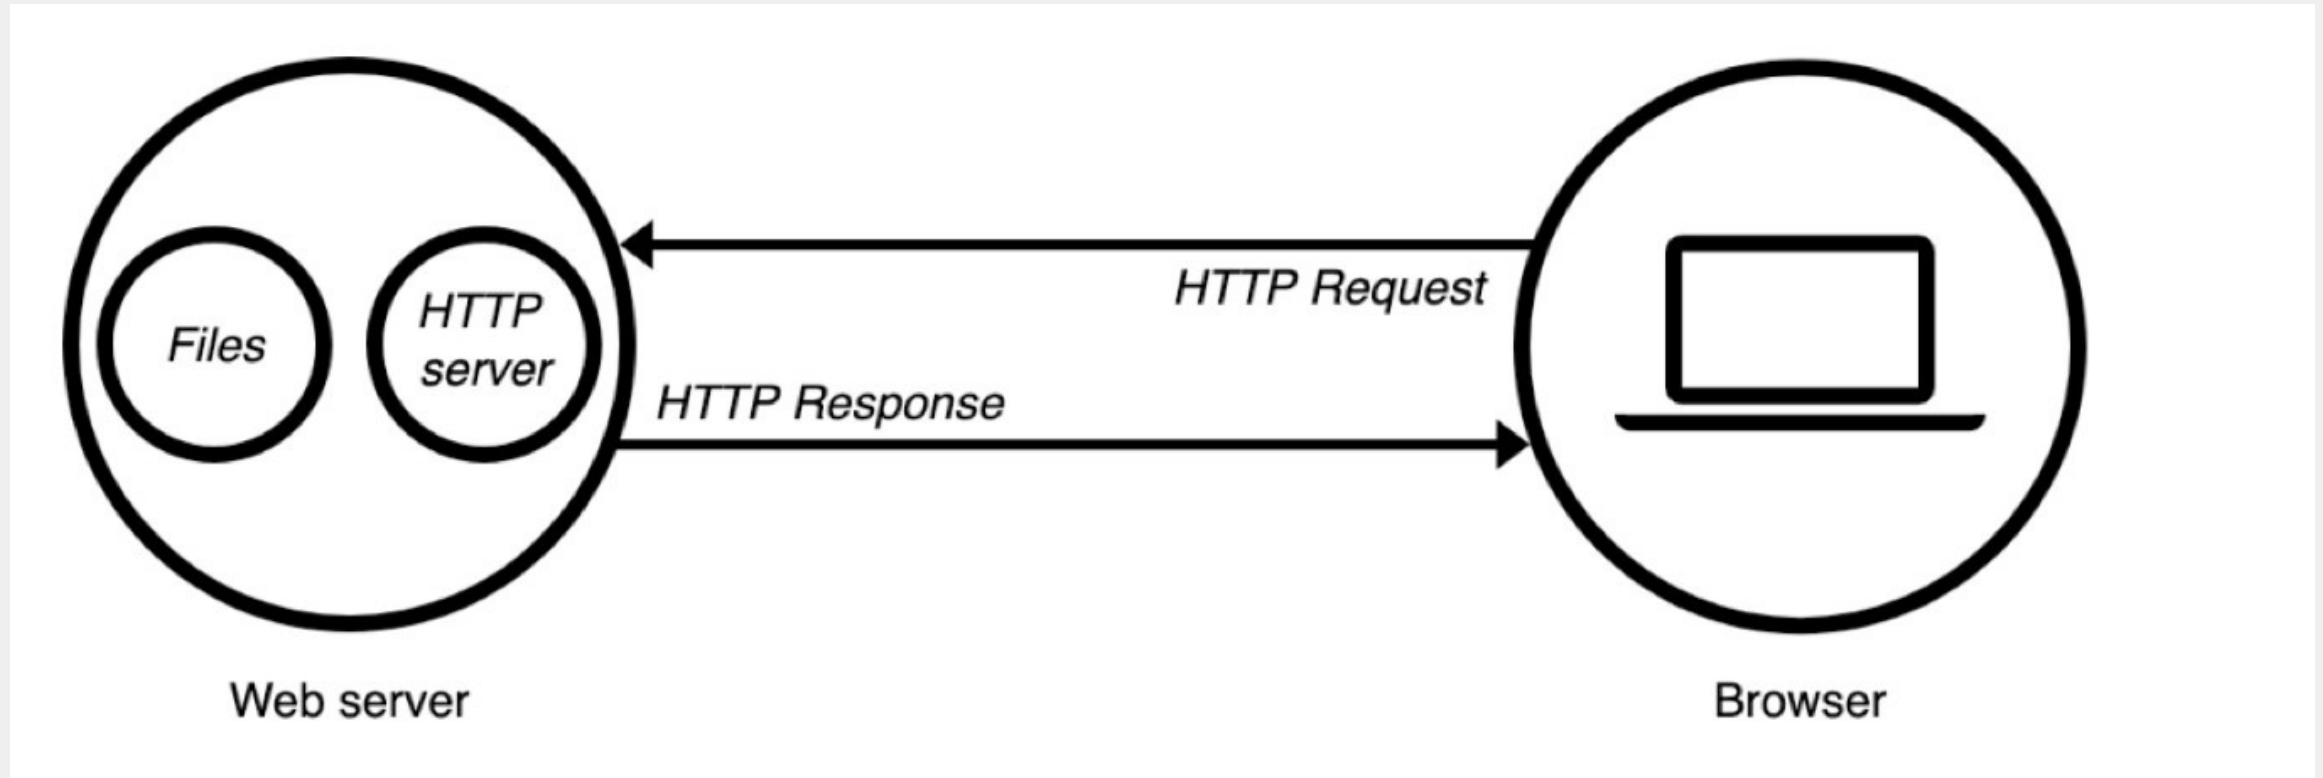 Files
HTTP
server
HTTP Request
HTTP Response
Web server
Browser